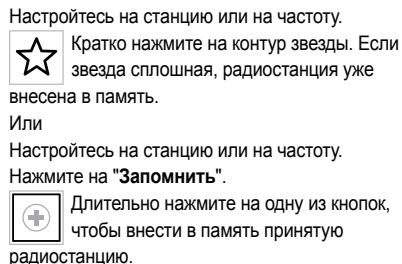 Настройтесь на станцию или на частоту.
Кратко нажмите на контур звезды. Если
звезда сплошная, радиостанция уже
внесена в память.
Или
Настройтесь на станцию или на частоту.
Нажмите на "Запомнить".
Длительно нажмите на одну из кнопок,
чтобы внести в память принятую
радиостанцию.